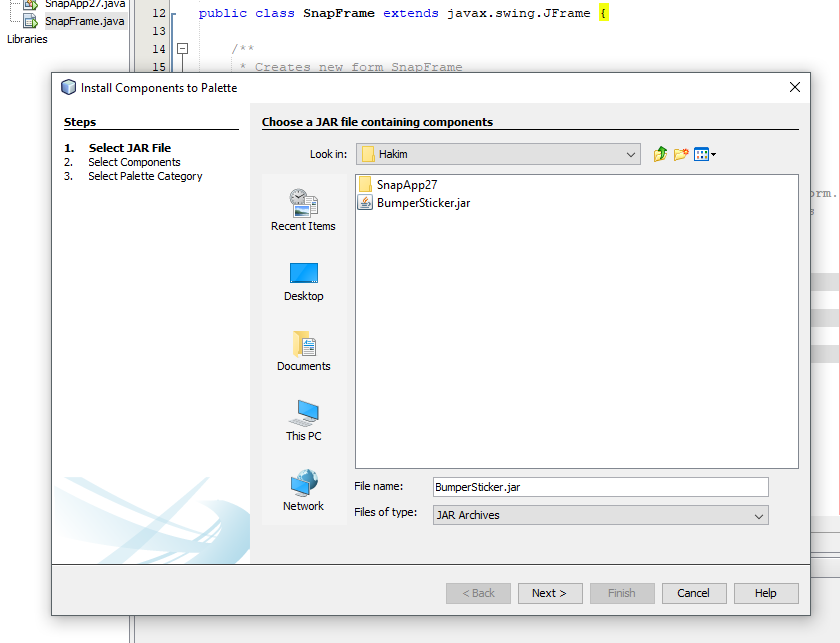 SnapApp27.java
SnapFrame.java
Libraries
12 public class SnapFrame extends javax.swing.JFrame {
13
14 /**
15 * Creates new form SnapFrame
Install Components to Palette
Steps
1. Select JAR File
2. Select Components
3. Select Palette Category
Choose a JAR file containing components
Look in: Hakim
Recent Items
Desktop
Documents
This PC
Network
SnapApp27
BumperSticker.jar
File name: BumperSticker.jar
Files of type: JAR Archives
orm.
< Back Next > Finish Cancel Help